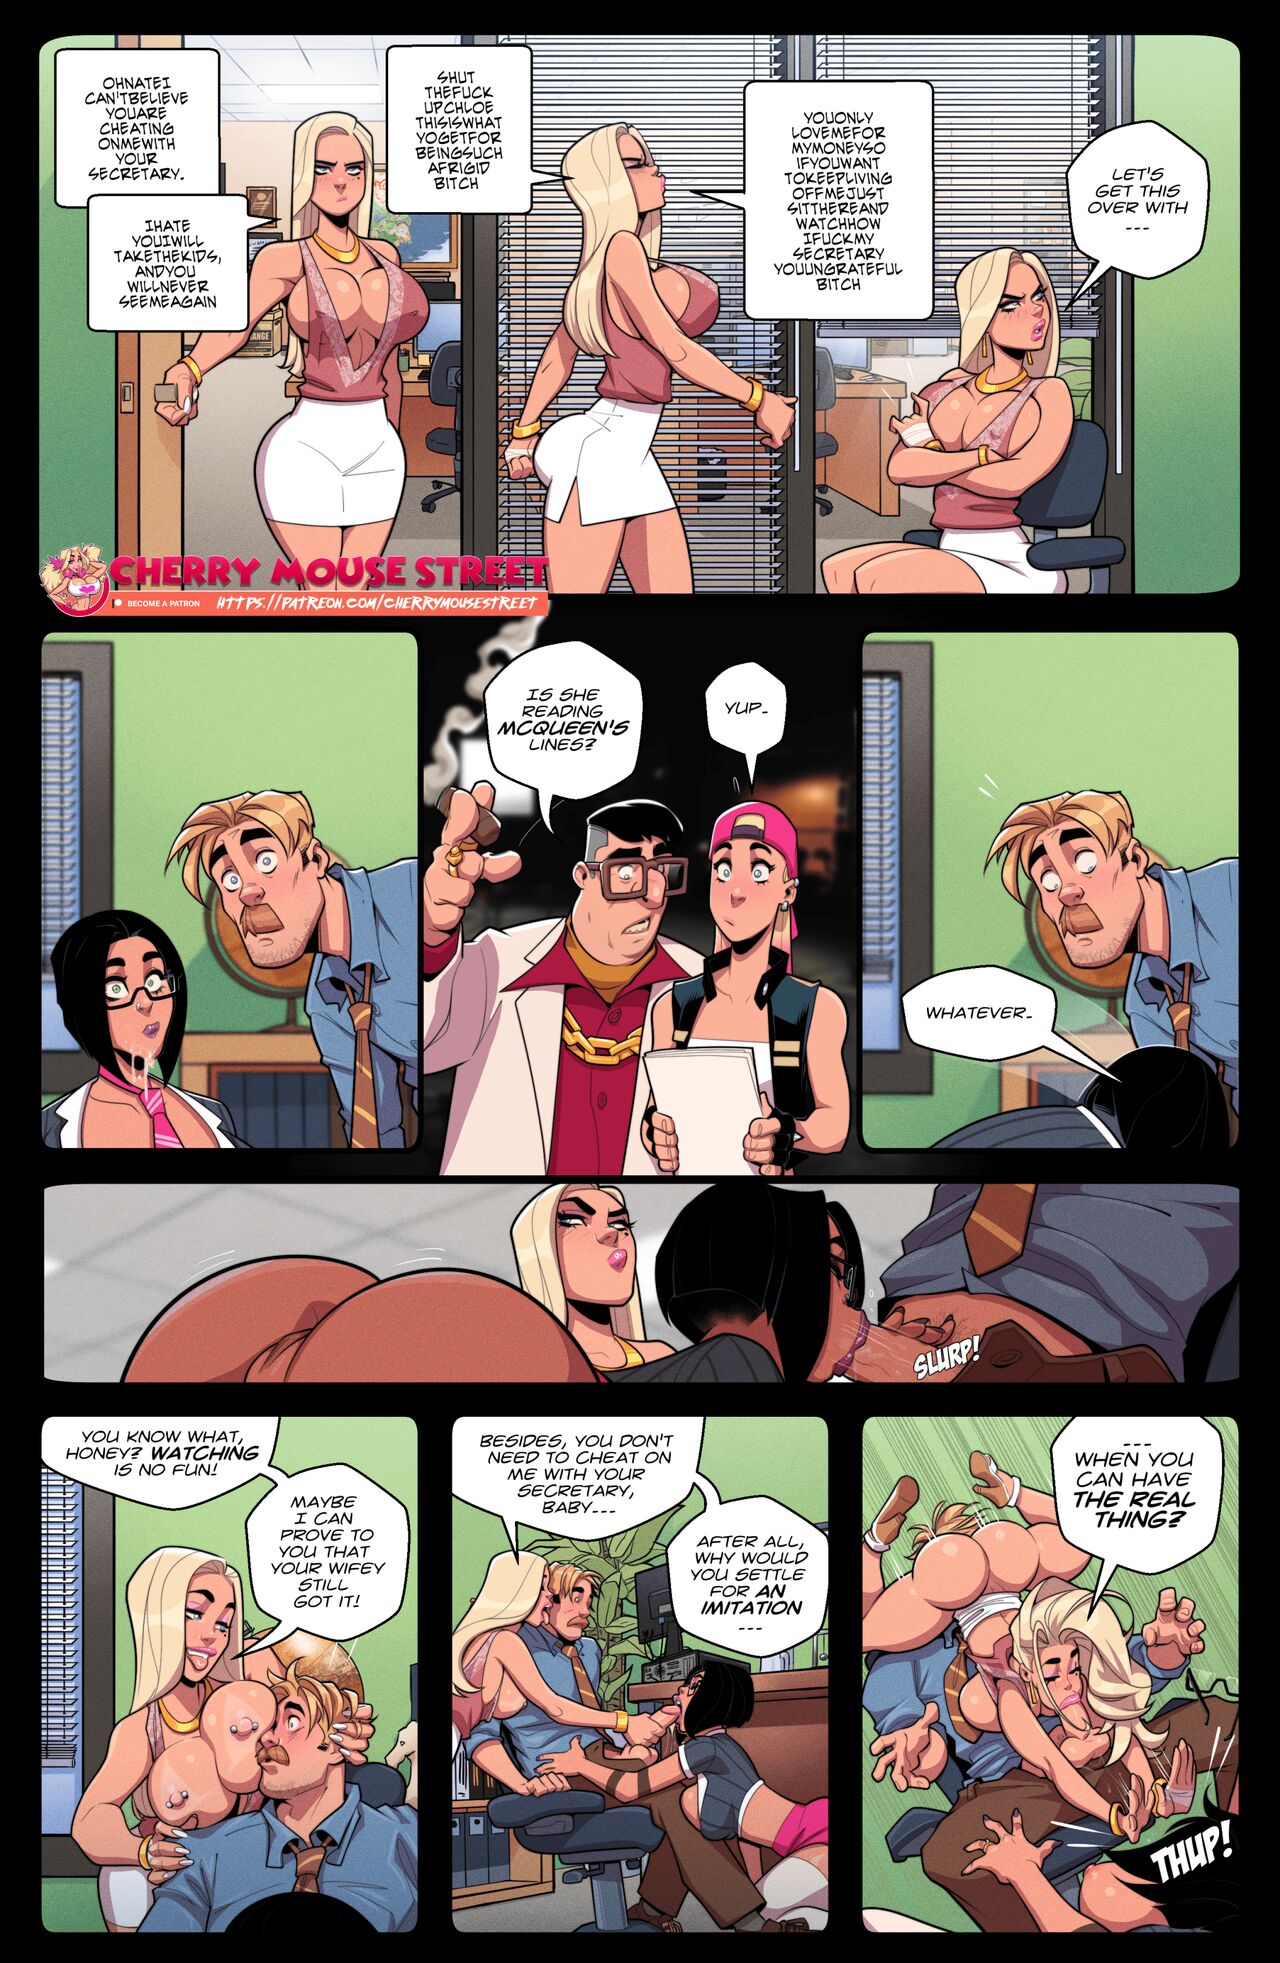 OHNATEI
CAN'TBELIEVE
YOUARE
CHEATING
ONMEWITH
YOUR
SECRETARY.
IHATE
YOUIWILL
TAKETHEKIDS,
ANDYOU
WILLNEVER
SEEMEAGAIN
SHUT
THEFUCK
UPCHLOE
THISISWHAT
YOGETFOR
BEINGSUCH
AFRIGID
BITCH
YOUONLY
LOVEMEFOR
MYMONEYSO
IFYOUWANT
TOKEEPLIVING
OFFMEJUST
SITTHEREAND
WATCHHOW
IFUCKMY
SECRETARY
YOUUNGRATEFUL
BITCH
LET'S
GET THIS
OVER WITH
...
CHERRY MOUSE STREET
BECOME A PATRON
HTTPS://PATREON.COM/CHERRYMOUSESTREET
IS SHE
READING
MCQUEEN'S
LINES?
YUP.
WHATEVER.
SLURP!
YOU KNOW WHAT,
HONEY? WATCHING
IS NO FUN!
MAYBE
I CAN
PROVE TO
YOU THAT
YOUR WIFEY
STILL
GOT IT!
BESIDES, YOU DON'T
NEED TO CHEAT ON
ME WITH YOUR
SECRETARY,
BABY...
AFTER ALL,
WHY WOULD
YOU SETTLE
FOR AN
IMITATION
...
...
WHEN YOU
CAN HAVE
THE REAL
THING?
THUP!